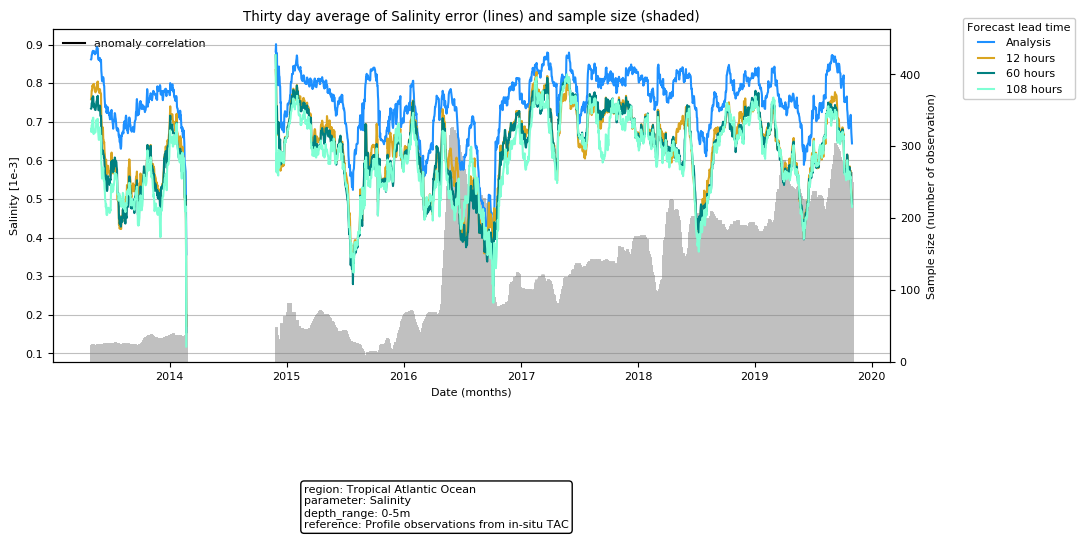 Thirty day average of Salinity error (lines) and sample size (shaded)
Forecast lead time
Analysis
12 hours
60 hours
108 hours
anomaly correlation
Salinity [1e-3]
0.9
0.8
0.7
0.6
0.5
0.4
0.3
0.2
0.1
Sample size (number of observation)
400
300
200
100
0
2014
2015
2016
2017
2018
2019
2020
Date (months)
region: Tropical Atlantic Ocean
parameter: Salinity
depth_range: 0-5m
reference: Profile observations from in-situ TAC